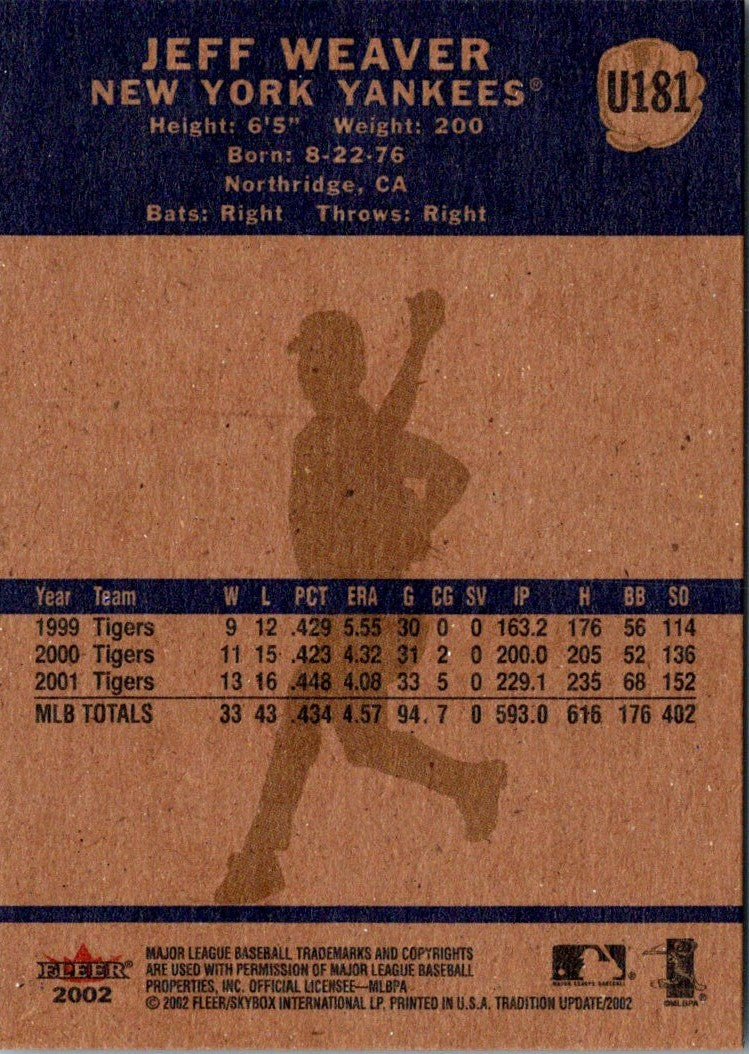 JEFF WEAVER
NEW YORK YANKEES®
U181
Height: 6'5" Weight: 200
Born: 8-22-76
Northridge, CA
Bats: Right Throws: Right
Year Team W L PCT ERA G CG SV IP H BB SO
1999 Tigers 9 12 .429 5.55 30 0 0 163.2 176 56 114
2000 Tigers 11 15 .423 4.32 31 2 0 200.0 205 52 136
2001 Tigers 13 16 .448 4.08 33 5 0 229.1 235 68 152
MLB TOTALS 33 43 .434 4.57 94 7 0 593.0 616 176 402
FLEER®
2002
MAJOR LEAGUE BASEBALL TRADEMARKS AND COPYRIGHTS
ARE USED WITH PERMISSION OF MAJOR LEAGUE BASEBALL
PROPERTIES, INC. OFFICIAL LICENSEE—MLBPA
© 2002 FLEER/SKYBOX INTERNATIONAL LP. PRINTED IN U.S.A. TRADITION UPDATE/2002
MAJOR LEAGUE BASEBALL
®
©MLBPA
®